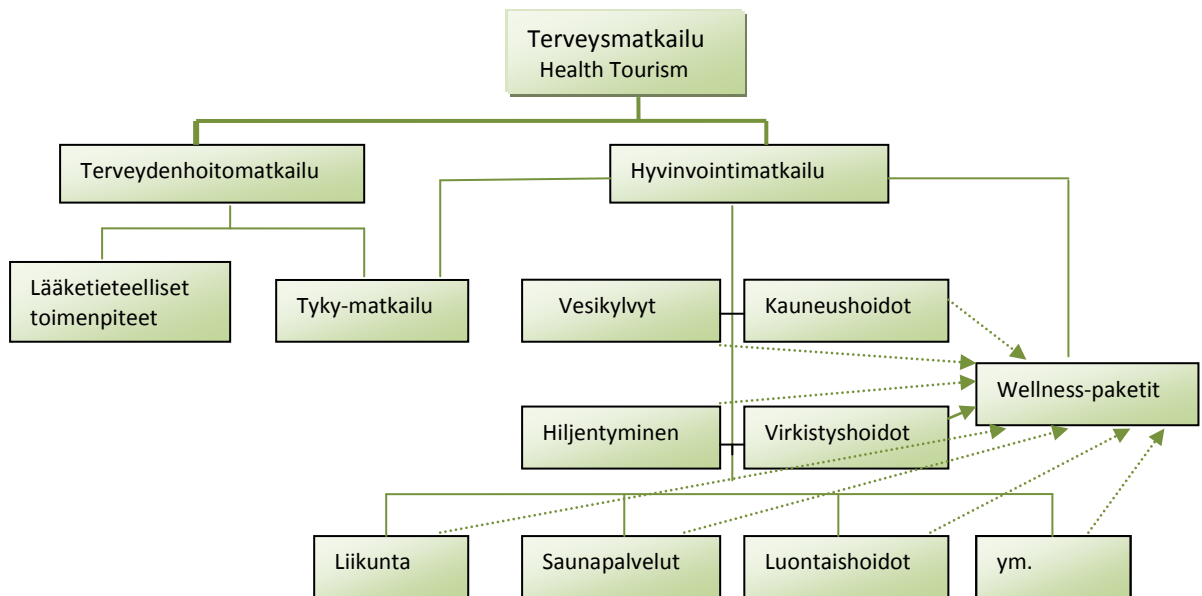 Terveysmatkailu
Health Tourism
Terveydenhoitomatkailu
Hyvinvointimatkailu
Lääketieteelliset
toimenpiteet
Tyky-matkailu
Vesikylvyt
Kauneushoidot
Wellness-paketit
Hiljentyminen
Virkistyshoidot
Liikunta
Saunapalvelut
Luontaishoidot
ym.